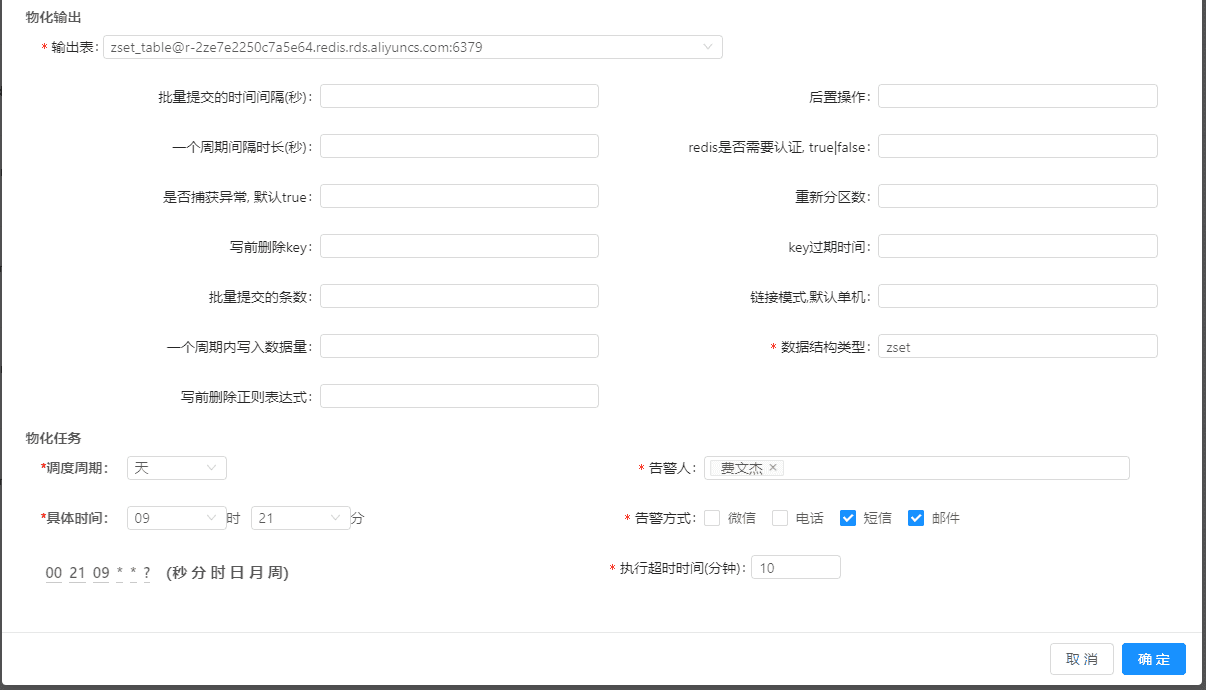 物化输出
* 输出表: zset_table@r-2ze7e2250c7a5e64.redis.rds.aliyuncs.com:6379
批量提交的时间间隔(秒): 后置操作:
一个周期间隔时长(秒): redis是否需要认证, true|false:
是否捕获异常, 默认true: 重新分区数:
写前删除key: key过期时间:
批量提交的条数: 链接模式,默认单机:
一个周期内写入数据量: * 数据结构类型: zset
写前删除正则表达式:
物化任务
*调度周期: 天 * 告警人: 费文杰 ×
*具体时间: 09 时 21 分 * 告警方式: 微信 电话 短信 邮件
00 21 09 * * ? (秒 分 时 日 月 周) * 执行超时时间(分钟): 10
取 消 确 定